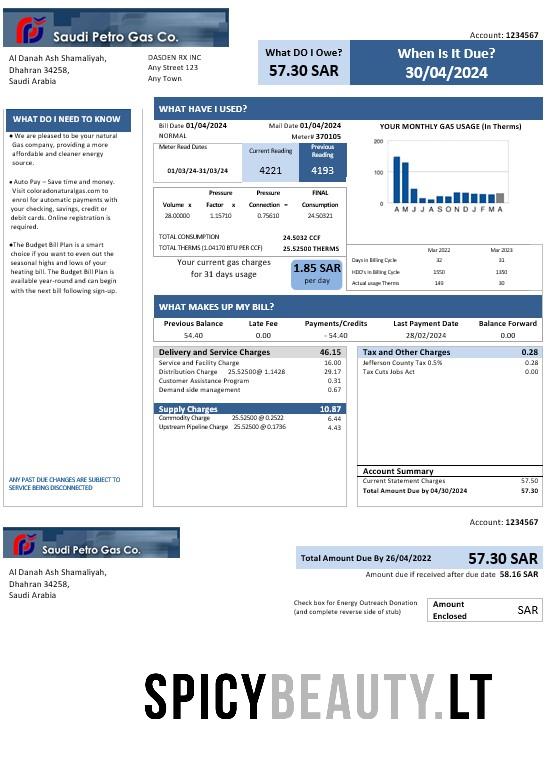 Saudi Petro Gas Co.
Account: 1234567
Al Danah Ash Shamaliyah,
Dhahran 34258,
Saudi Arabia
DASDEN RX INC
Any Street 123
Any Town
What DO I Owe?
57.30 SAR
When Is It Due?
30/04/2024
WHAT DO I NEED TO KNOW
• We are pleased to be your natural
Gas company, providing a more
affordable and cleaner energy
source.
• Auto Pay – Save time and money.
Visit coloradonaturalgas.com to
enrol for automatic payments with
your checking, savings, credit or
debit cards. Online registration is
required.
•The Budget Bill Plan is a smart
choice if you want to even out the
seasonal highs and lows of your
heating bill. The Budget Bill Plan is
available year-round and can begin
with the next bill following sign-up.
ANY PAST DUE CHARGES ARE SUBJECT TO
SERVICE BEING DISCONNECTED
WHAT HAVE I USED?
Bill Date 01/04/2024 Mail Date 01/04/2024
NORMAL Meter# 370105
Meter Read Dates Current Reading Previous Reading
01/03/24-31/03/24 4221 4193
Pressure Pressure FINAL
Volume x Factor x Connection = Consumption
28.00000 1.15710 0.75610 24.50321
TOTAL CONSUMPTION 24.5032 CCF
TOTAL THERMS (1.04170 BTU PER CCF) 25.52500 THERMS
Your current gas charges
for 31 days usage
1.85 SAR
per day
YOUR MONTHLY GAS USAGE (In Therms)
200
100
0
A M J J A S O N D J F M A
Mar 2022 Mar 2023
Days in Billing Cycle 32 31
HDD's in Billing Cycle 1550 1350
Actual usage Therms 149 30
WHAT MAKES UP MY BILL?
Previous Balance Late Fee Payments/Credits Last Payment Date Balance Forward
54.40 0.00 - 54.40 28/02/2024 0.00
Delivery and Service Charges 46.15
Service and Facility Charge 16.00
Distribution Charge 25.52500@ 1.1428 29.17
Customer Assistance Program 0.31
Demand side management 0.67
Supply Charges 10.87
Commodity Charge 25.52500 @ 0.2522 6.44
Upstream Pipeline Charge 25.52500 @ 0.1736 4.43
Tax and Other Charges 0.28
Jefferson County Tax 0.5% 0.28
Tax Cuts Jobs Act 0.00
Account Summary
Current Statement Charges 57.50
Total Amount Due by 04/30/2024 57.30
Account: 1234567
Saudi Petro Gas Co.
Al Danah Ash Shamaliyah,
Dhahran 34258,
Saudi Arabia
Total Amount Due By 26/04/2022 57.30 SAR
Amount due if received after due date 58.16 SAR
Check box for Energy Outreach Donation
(and complete reverse side of stub)
Amount
Enclosed
SAR
SPICYBEAUTY.LT